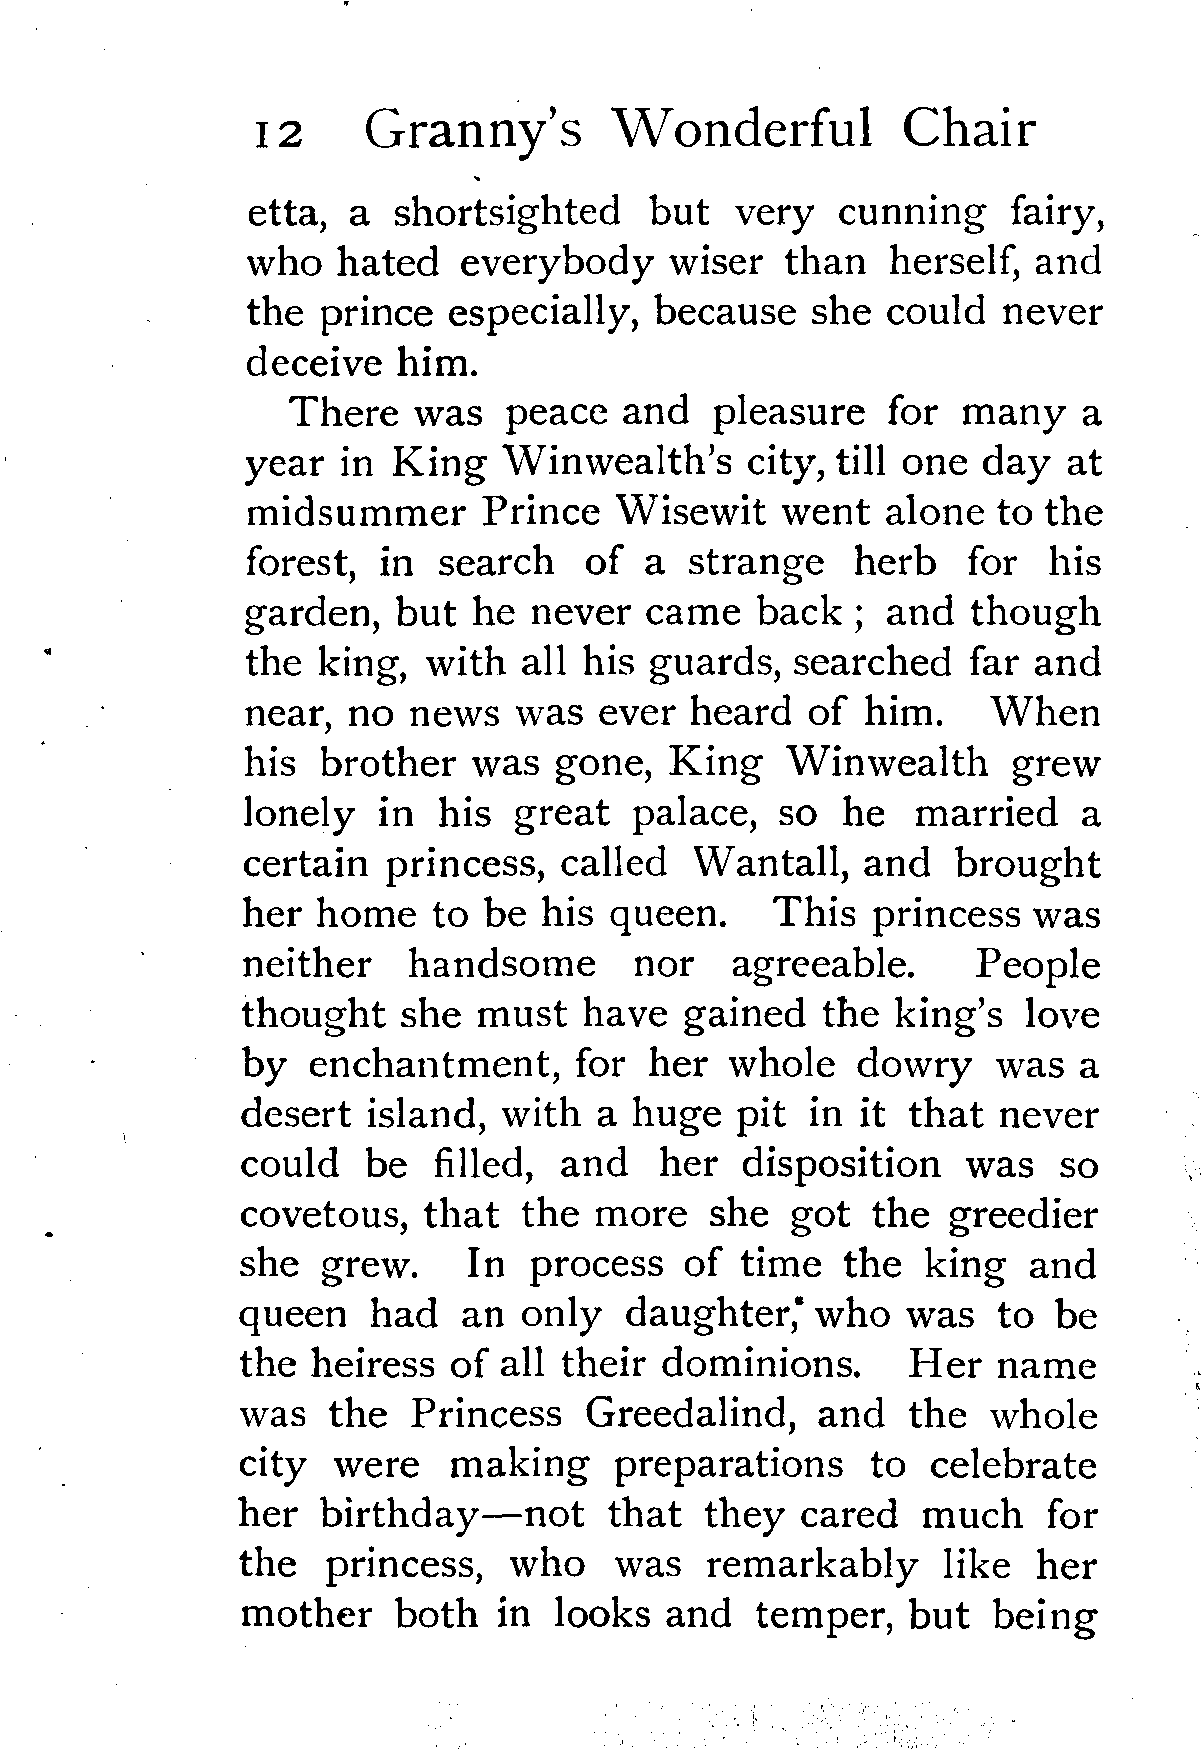 12 Granny's Wonderful Chair
etta, a shortsighted but very cunning fairy,
who hated everybody wiser than herself, and
the prince especially, because she could never
deceive him.
There was peace and pleasure for many a
year in King Winwealth's city, till one day at
midsummer Prince Wisewit went alone to the
forest, in search of a strange herb for his
garden, but he never came back ; and though
the king, with all his guards, searched far and
near, no news was ever heard of him. When
his brother was gone, King Winwealth grew
lonely in his great palace, so he married a
certain princess, called Wantall, and brought
her home to be his queen. This princess was
neither handsome nor agreeable. People
thought she must have gained the king's love
by enchantment, for her whole dowry was a
desert island, with a huge pit in it that never
could be filled, and her disposition was so
covetous, that the more she got the greedier
she grew. In process of time the king and
queen had an only daughter, who was to be
the heiress of all their dominions. Her name
was the Princess Greedalind, and the whole
city were making preparations to celebrate
her birthday—not that they cared much for
the princess, who was remarkably like her
mother both in looks and temper, but being